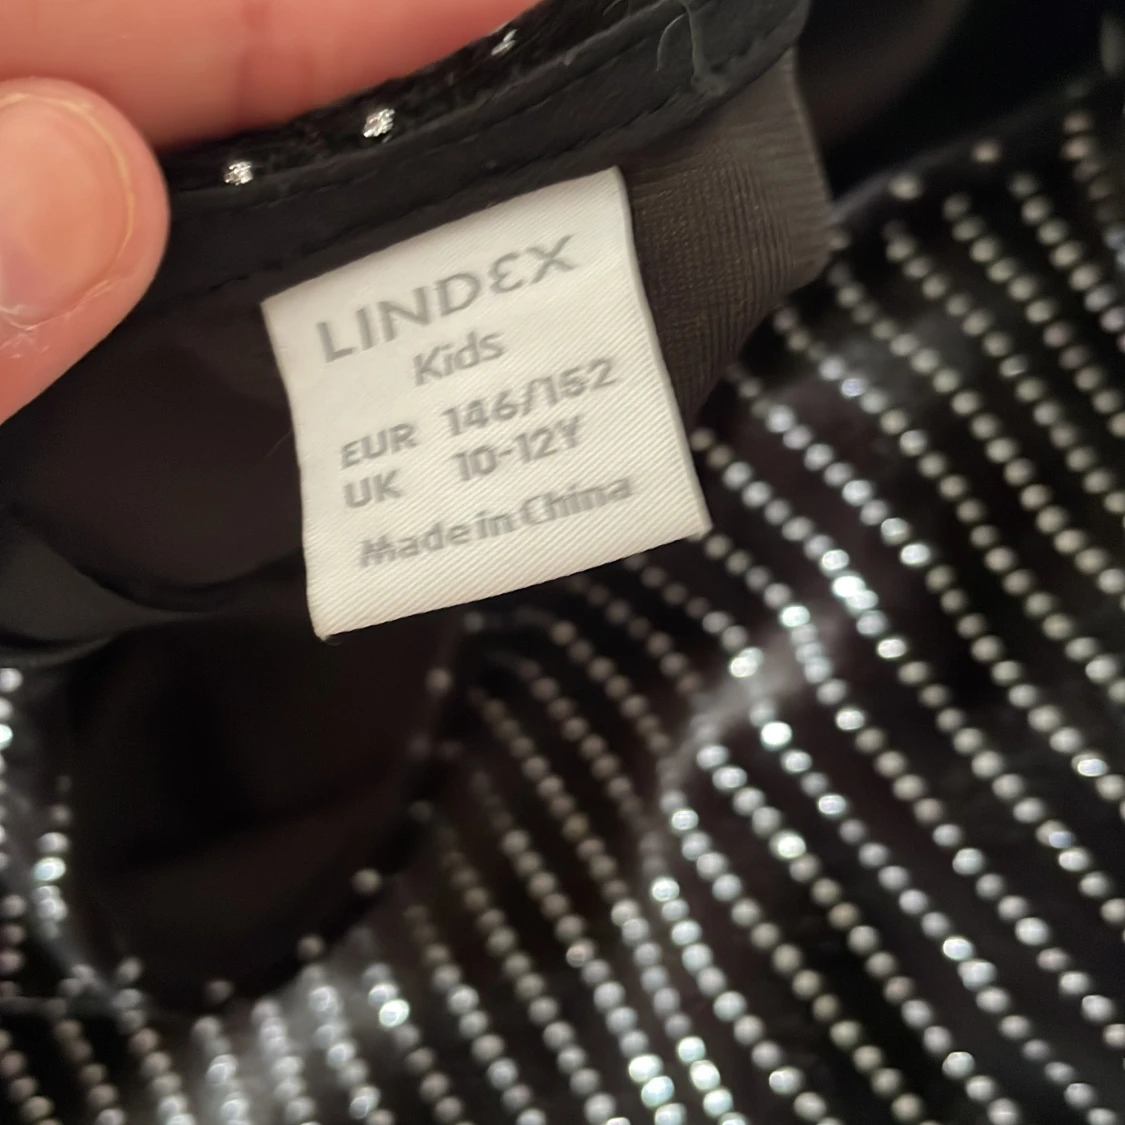 LINDEX
Kids
EUR 146/152
UK 10-12Y
Made in China